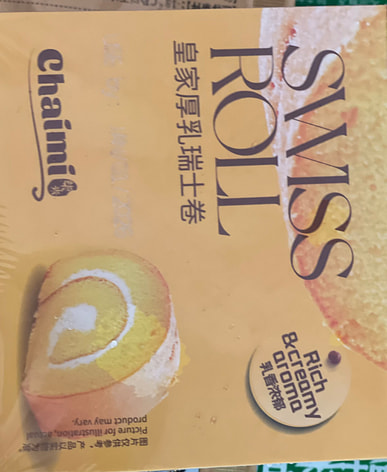 SWISS
ROLL
皇家厚乳瑞士卷
Chaimi
Rich
& creamy
aroma
乳香浓郁
Picture for illustration, actual
product may vary.